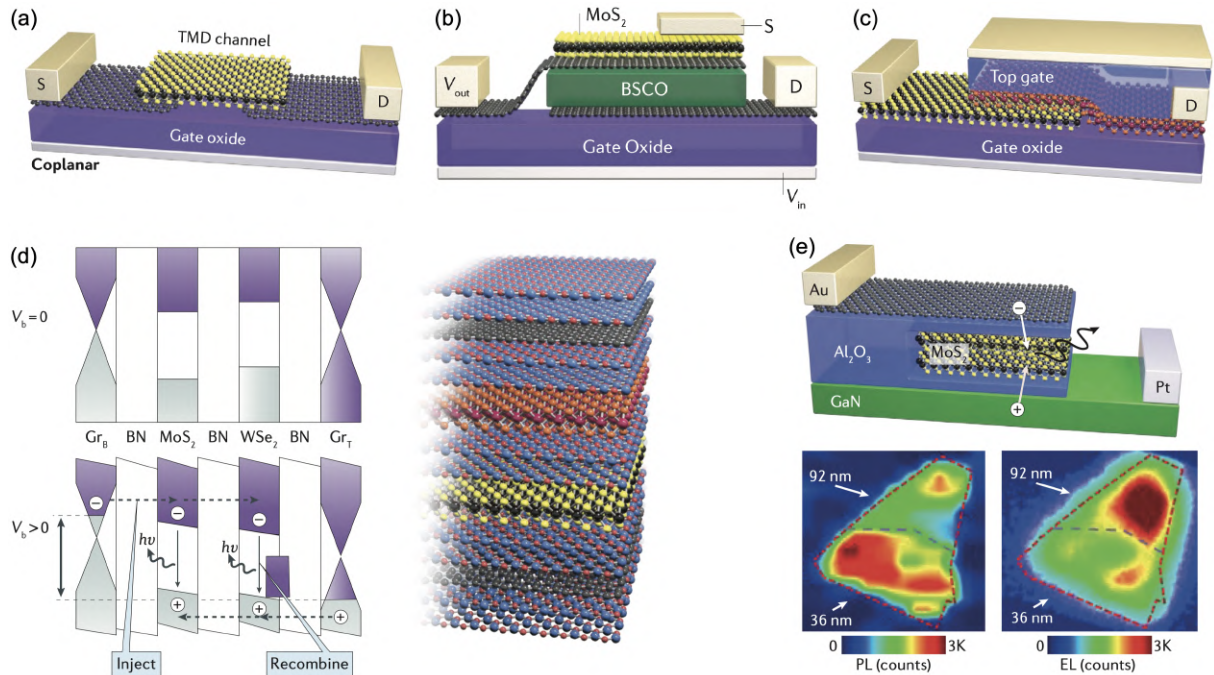 (a)
TMD channel
S
D
Gate oxide
Coplanar
(b)
MoS2
S
Vout
BSCO
D
Gate Oxide
Vin
(c)
Top gate
S
D
Gate oxide
(d)
Vb = 0
GrB BN MoS2 BN WSe2 BN GrT
Vb > 0
− − −
hν hν
+ + +
Inject
Recombine
(e)
Au
−
Al2O3
MoS2
Pt
GaN
+
92 nm
36 nm
0 3K
PL (counts)
92 nm
36 nm
0 3K
EL (counts)